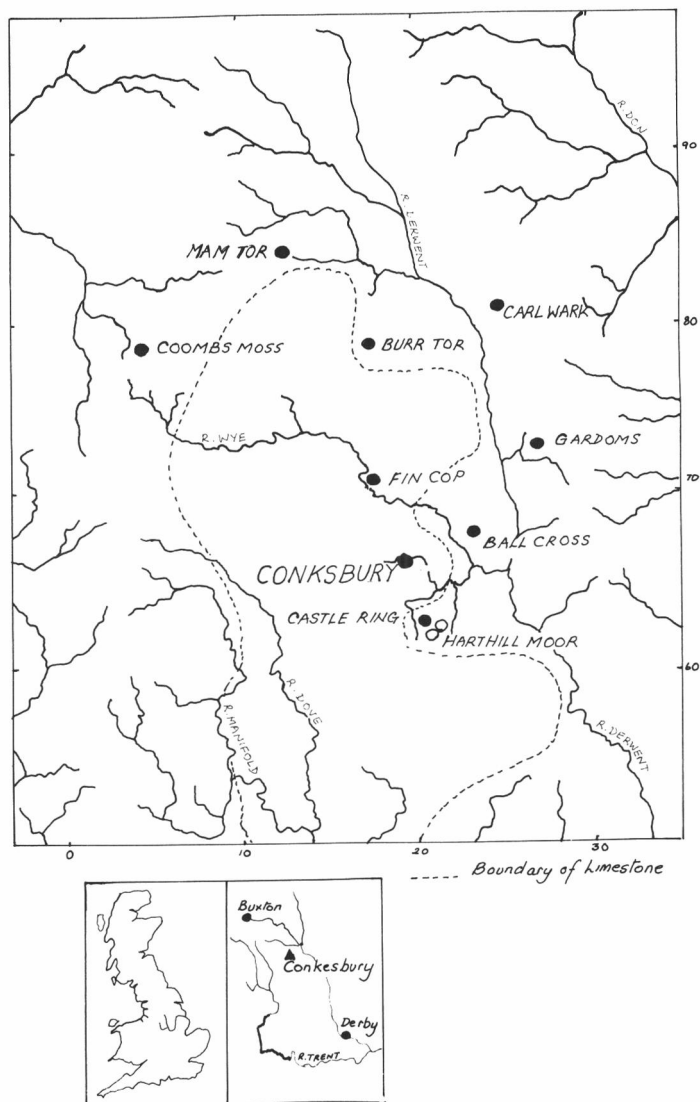 90
R. DON
R. LERWENT
MAM TOR
CARL WARK
80
COOMBS MOSS
BURR TOR
R. WYE
GARDOMS
FIN COP
70
BALL CROSS
CONKSBURY
CASTLE RING
HARTHILL MOOR
60
R. DOVE
R. MANIFOLD
R. DERWENT
0
10
20
30
Boundary of Limestone
Buxton
Conkesbury
Derby
R. TRENT